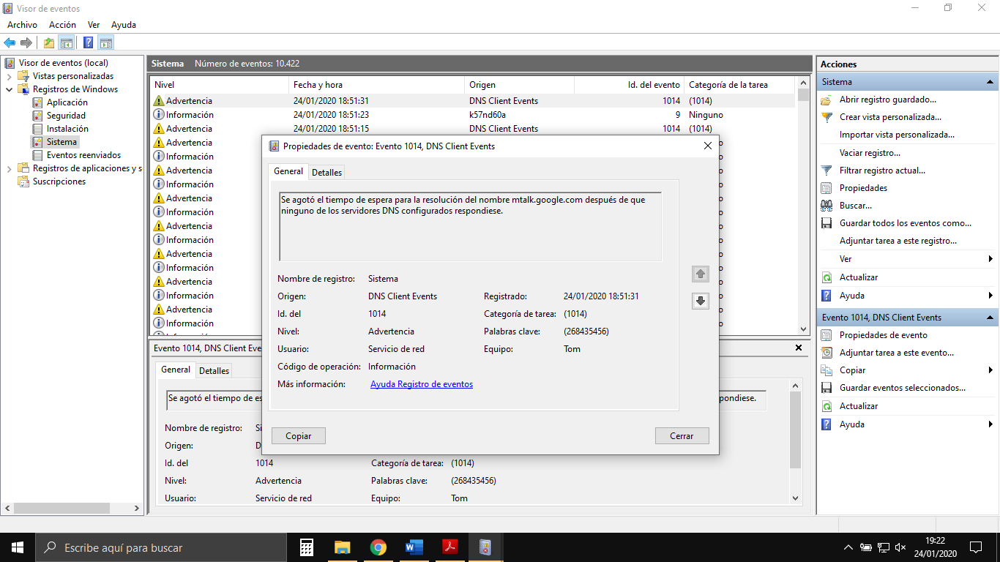 Visor de eventos
Archivo Acción Ver Ayuda
Visor de eventos (local)
Vistas personalizadas
Registros de Windows
Aplicación
Seguridad
Instalación
Sistema
Eventos reenviados
Registros de aplicaciones y s
Suscripciones
Sistema Número de eventos: 10.422
Nivel Fecha y hora Origen Id. del evento Categoría de la tarea
Advertencia 24/01/2020 18:51:31 DNS Client Events 1014 (1014)
Información 24/01/2020 18:51:23 k57nd60a 9 Ninguno
Advertencia 24/01/2020 18:51:15 DNS Client Events 1014 (1014)
Advertencia
Información
Advertencia
Información
Advertencia
Información
Advertencia
Información
Advertencia
Información
Advertencia
Información
Advertencia
Información
Propiedades de evento: Evento 1014, DNS Client Events
General Detalles
Se agotó el tiempo de espera para la resolución del nombre mtalk.google.com después de que
ninguno de los servidores DNS configurados respondiese.
Nombre de registro: Sistema
Origen: DNS Client Events Registrado: 24/01/2020 18:51:31
Id. del 1014 Categoría de tarea: (1014)
Nivel: Advertencia Palabras clave: (268435456)
Usuario: Servicio de red Equipo: Tom
Código de operación: Información
Más información: Ayuda Registro de eventos
Copiar Cerrar
Evento 1014, DNS Client Eve
General Detalles
Se agotó el tiempo de es pondiese.
Nombre de registro: Si
Origen: D
Id. del 1014 Categoría de tarea: (1014)
Nivel: Advertencia Palabras clave: (268435456)
Usuario: Servicio de red Equipo: Tom
Acciones
Sistema
Abrir registro guardado...
Crear vista personalizada...
Importar vista personalizada...
Vaciar registro...
Filtrar registro actual...
Propiedades
Buscar...
Guardar todos los eventos como...
Adjuntar tarea a este registro...
Ver
Actualizar
Ayuda
Evento 1014, DNS Client Events
Propiedades de evento
Adjuntar tarea a este evento...
Copiar
Guardar eventos seleccionados...
Actualizar
Ayuda
Escribe aquí para buscar
19:22
24/01/2020